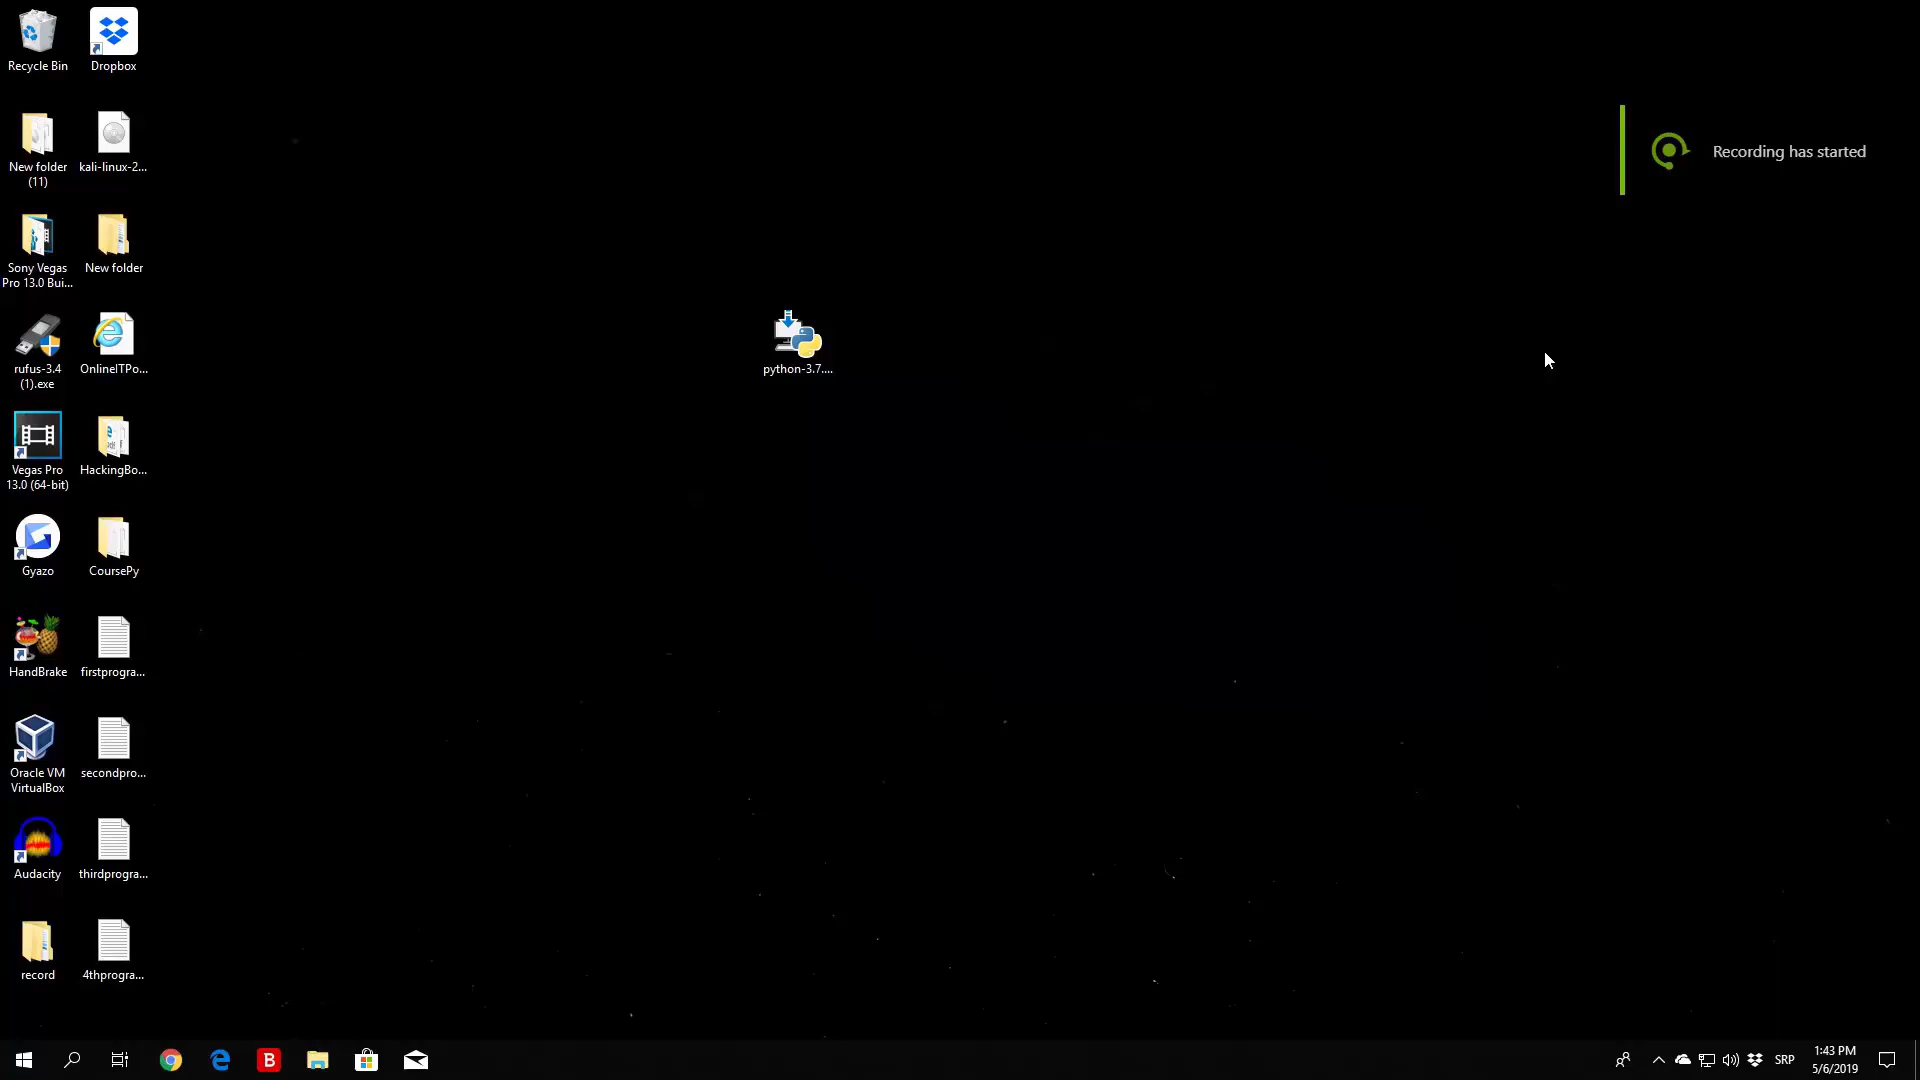 Recycle Bin
Dropbox
New folder
(11)
kali-linux-2...
Sony Vegas
Pro 13.0 Bui...
New folder
rufus-3.4
(1).exe
OnlineITPo...
Vegas Pro
13.0 (64-bit)
HackingBo...
Gyazo
CoursePy
HandBrake
firstprogra...
Oracle VM
VirtualBox
secondpro...
Audacity
thirdprogra...
record
4thprogra...
python-3.7....
Recording has started
B
SRP
1:43 PM
5/6/2019